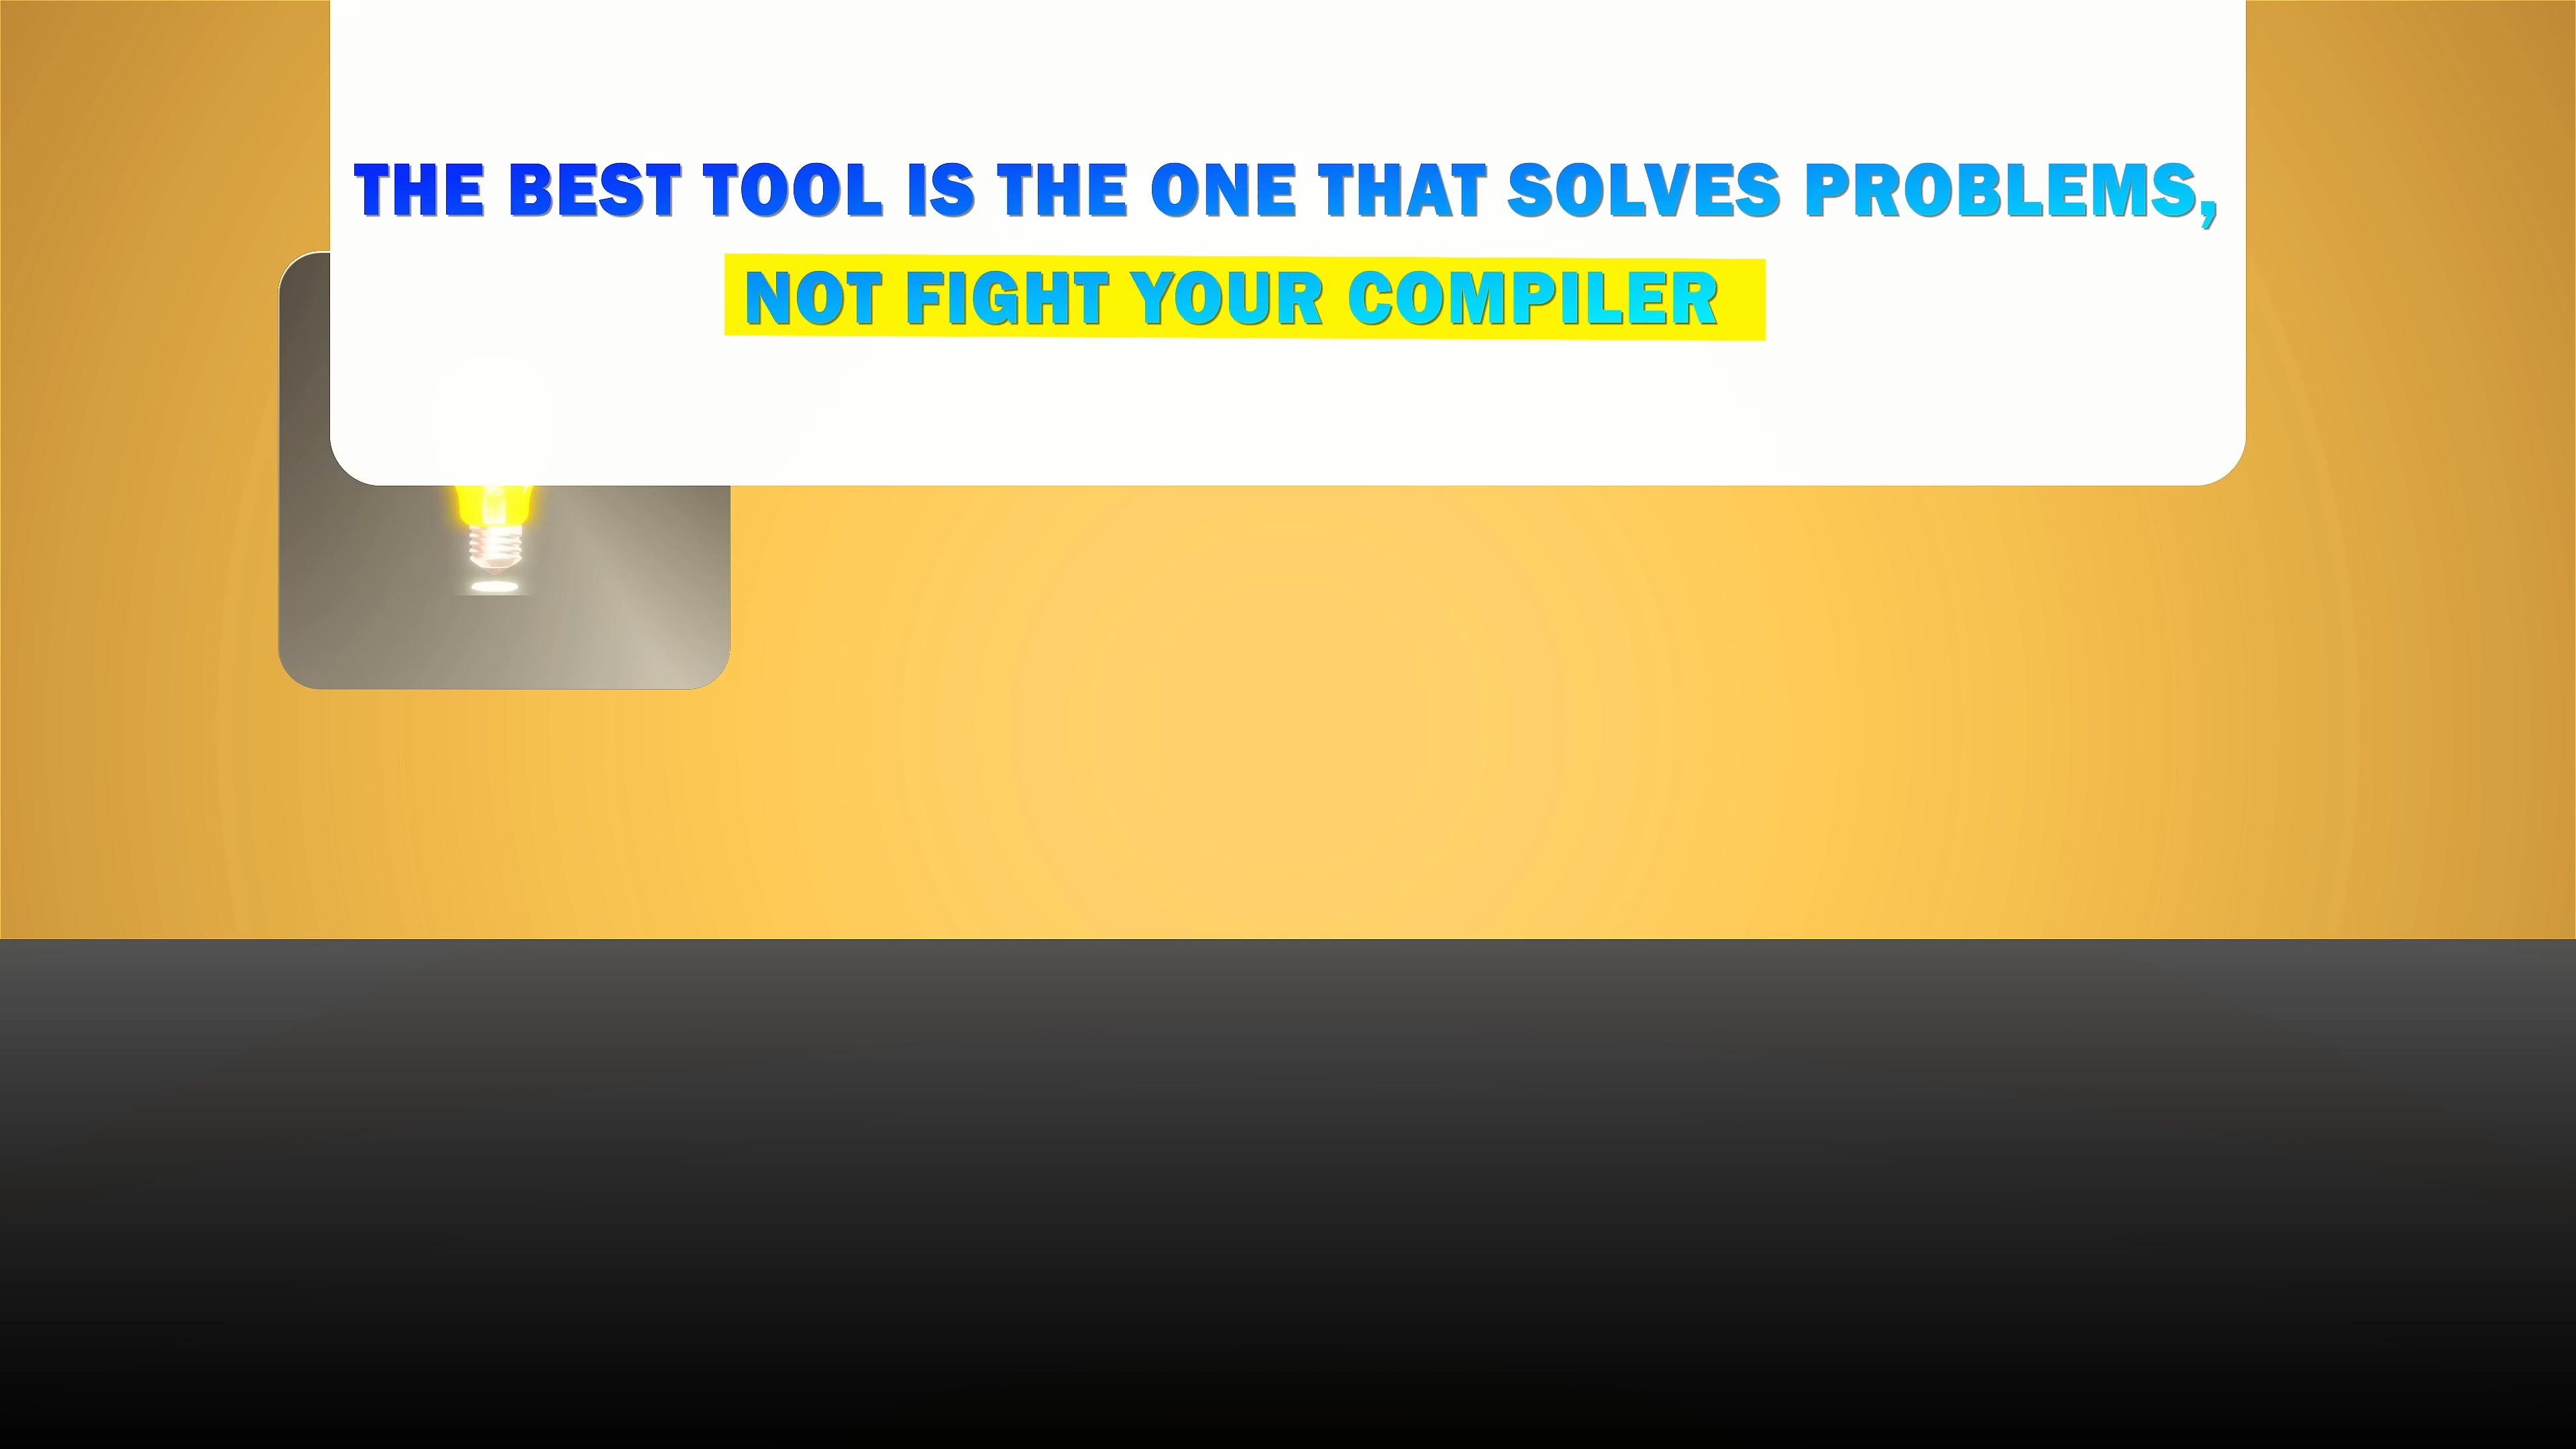 THE BEST TOOL IS THE ONE THAT SOLVES PROBLEMS,
NOT FIGHT YOUR COMPILER